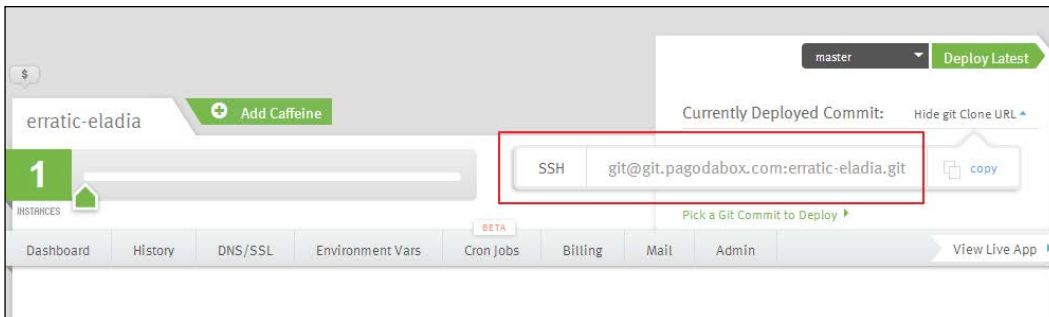 master
Deploy Latest
$
erratic-eladia
Add Caffeine
Currently Deployed Commit:
Hide git Clone URL
1
SSH
git@git.pagodabox.com:erratic-eladia.git
copy
INSTANCES
Pick a Git Commit to Deploy
BETA
Dashboard History DNS/SSL Environment Vars Cron Jobs Billing Mail Admin View Live App